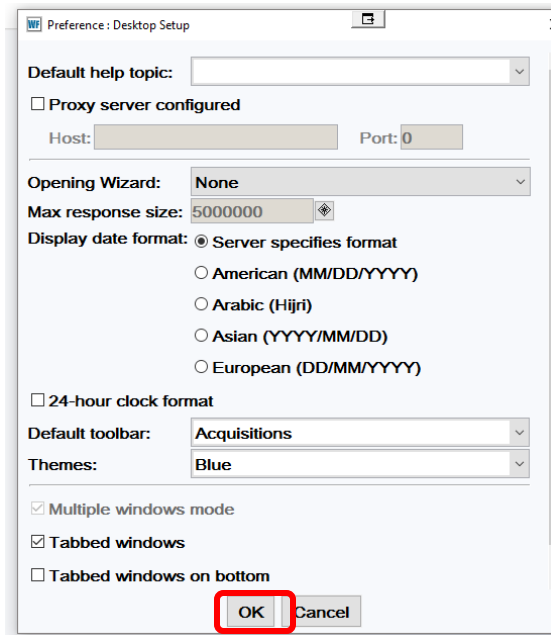 WF Preference : Desktop Setup
Default help topic:
Proxy server configured
Host: Port: 0
Opening Wizard: None
Max response size: 5000000
Display date format: Server specifies format
American (MM/DD/YYYY)
Arabic (Hijri)
Asian (YYYY/MM/DD)
European (DD/MM/YYYY)
24-hour clock format
Default toolbar: Acquisitions
Themes: Blue
Multiple windows mode
Tabbed windows
Tabbed windows on bottom
OK Cancel